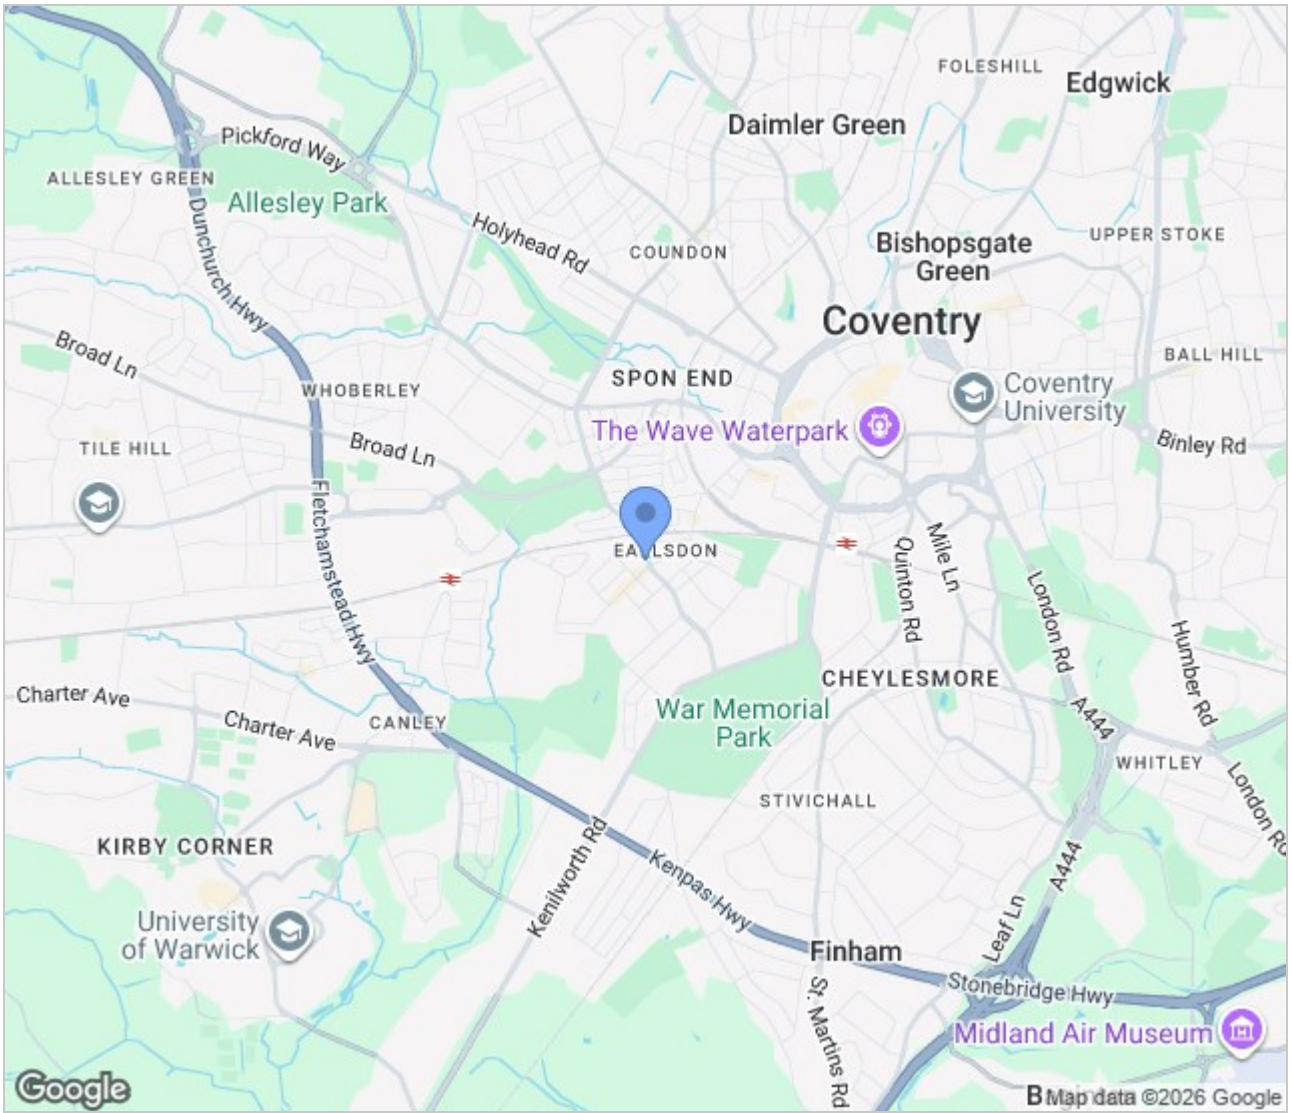 FOLESHILL
Edgwick
Daimler Green
Pickford Way
ALLESLEY GREEN
Allesley Park
Dunchurch Hwy
Holyhead Rd
COUNDON
UPPER STOKE
Bishopsgate
Green
Coventry
Broad Ln
WHOBERLEY
SPON END
BALL HILL
Coventry
University
The Wave Waterpark
Broad Ln
TILE HILL
Binley Rd
Fletchamstead Hwy
EARLSDON
Quinton Rd
Mile Ln
London Rd
Humber Rd
CHEYLESMORE
Charter Ave
Charter Ave
CANLEY
War Memorial
Park
A444
WHITLEY
London Rd
STIVICHALL
KIRBY CORNER
Kenilworth Rd
Kenpas Hwy
A444
University
of Warwick
Leaf Ln
Finham
Stonebridge Hwy
St. Martins Rd
Midland Air Museum
Google
Map data ©2026 Google